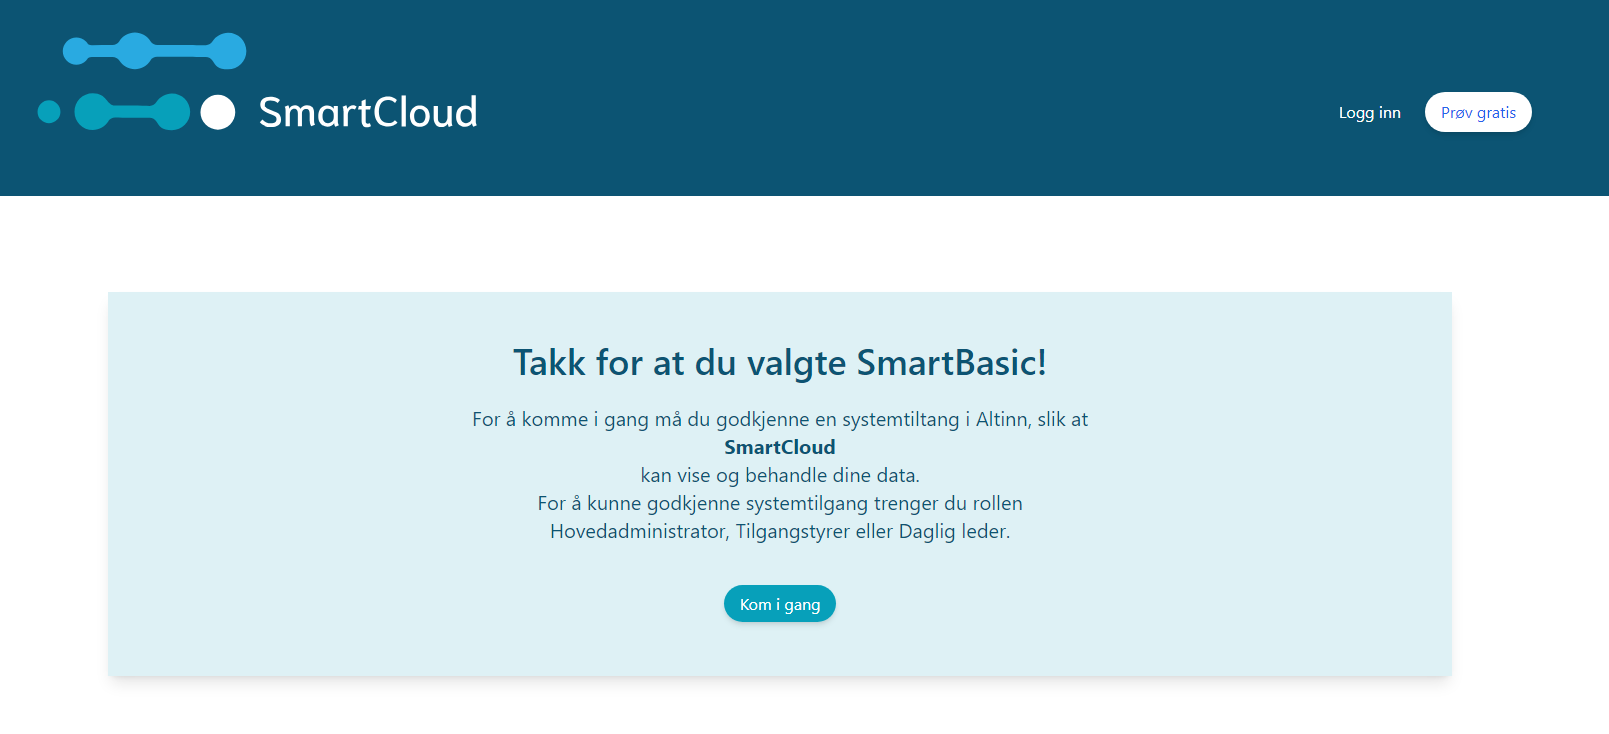 SmartCloud
Logg inn
Prøv gratis
Takk for at du valgte SmartBasic!
For å komme i gang må du godkjenne en systemtiltang i Altinn, slik at
SmartCloud
kan vise og behandle dine data.
For å kunne godkjenne systemtilgang trenger du rollen
Hovedadministrator, Tilgangstyrer eller Daglig leder.
Kom i gang